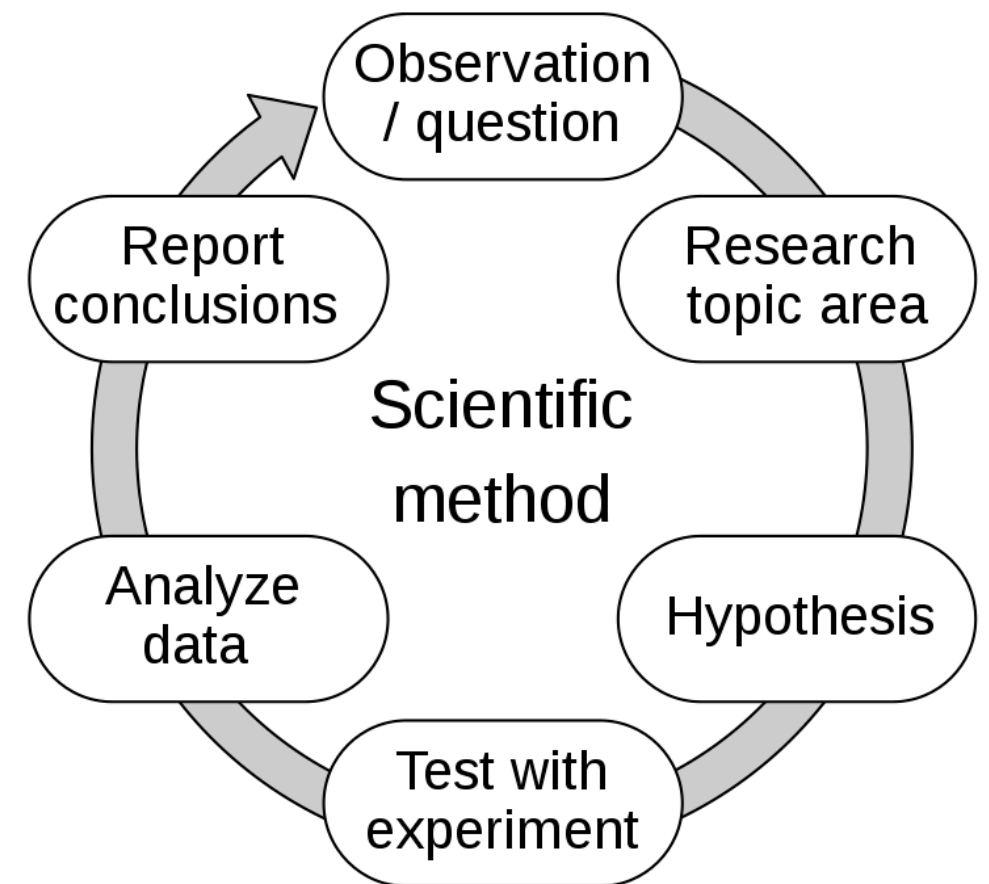 Observation
/ question
Research
topic area
Hypothesis
Test with
experiment
Analyze
data
Report
conclusions
Scientific
method